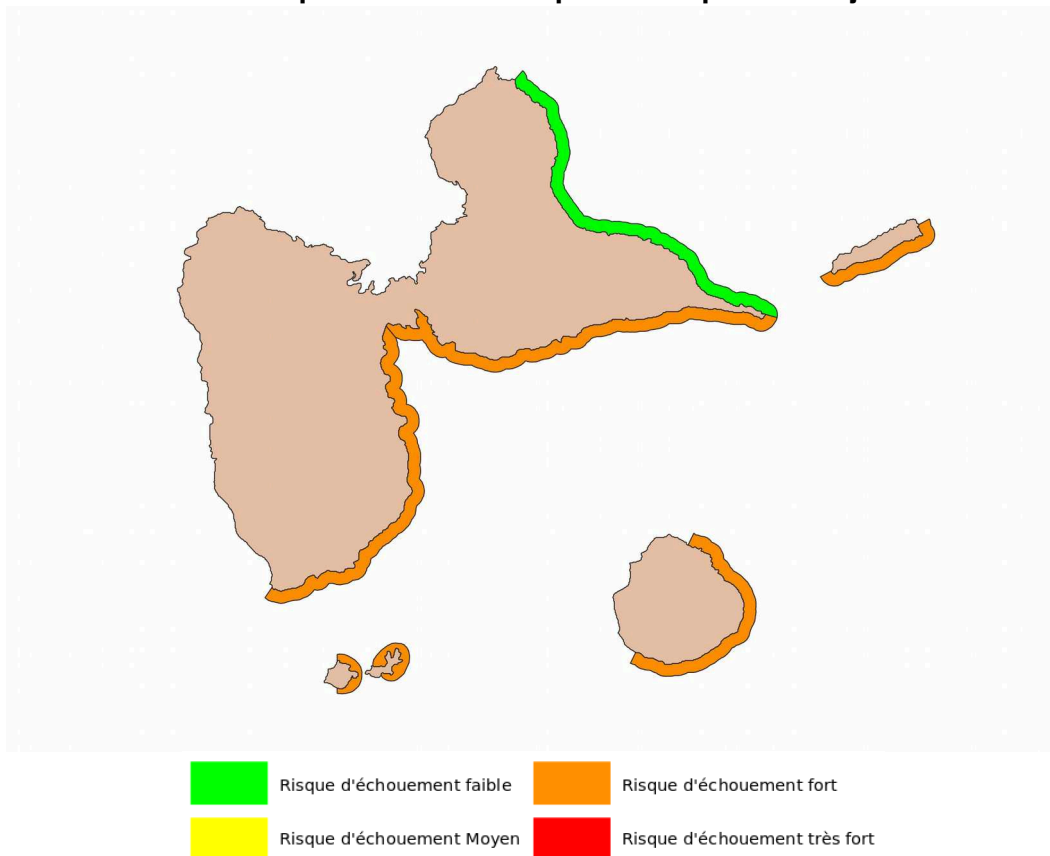 Risque d'échouement faible
Risque d'échouement fort
Risque d'échouement Moyen
Risque d'échouement très fort